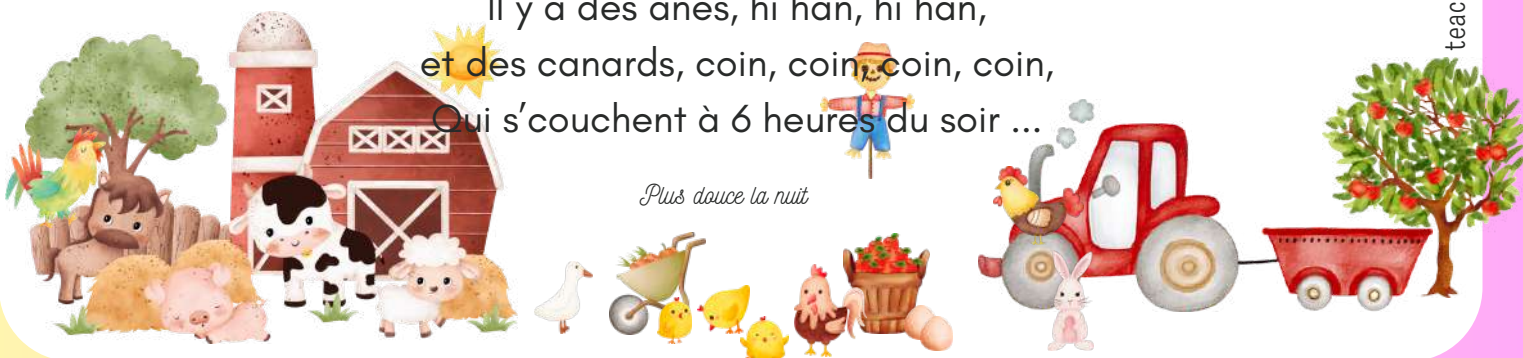 Il y a des ânes, hi han, hi han,
et des canards, coin, coin, coin, coin,
Qui s’couchent à 6 heures du soir ...
Plus douce la nuit
teac